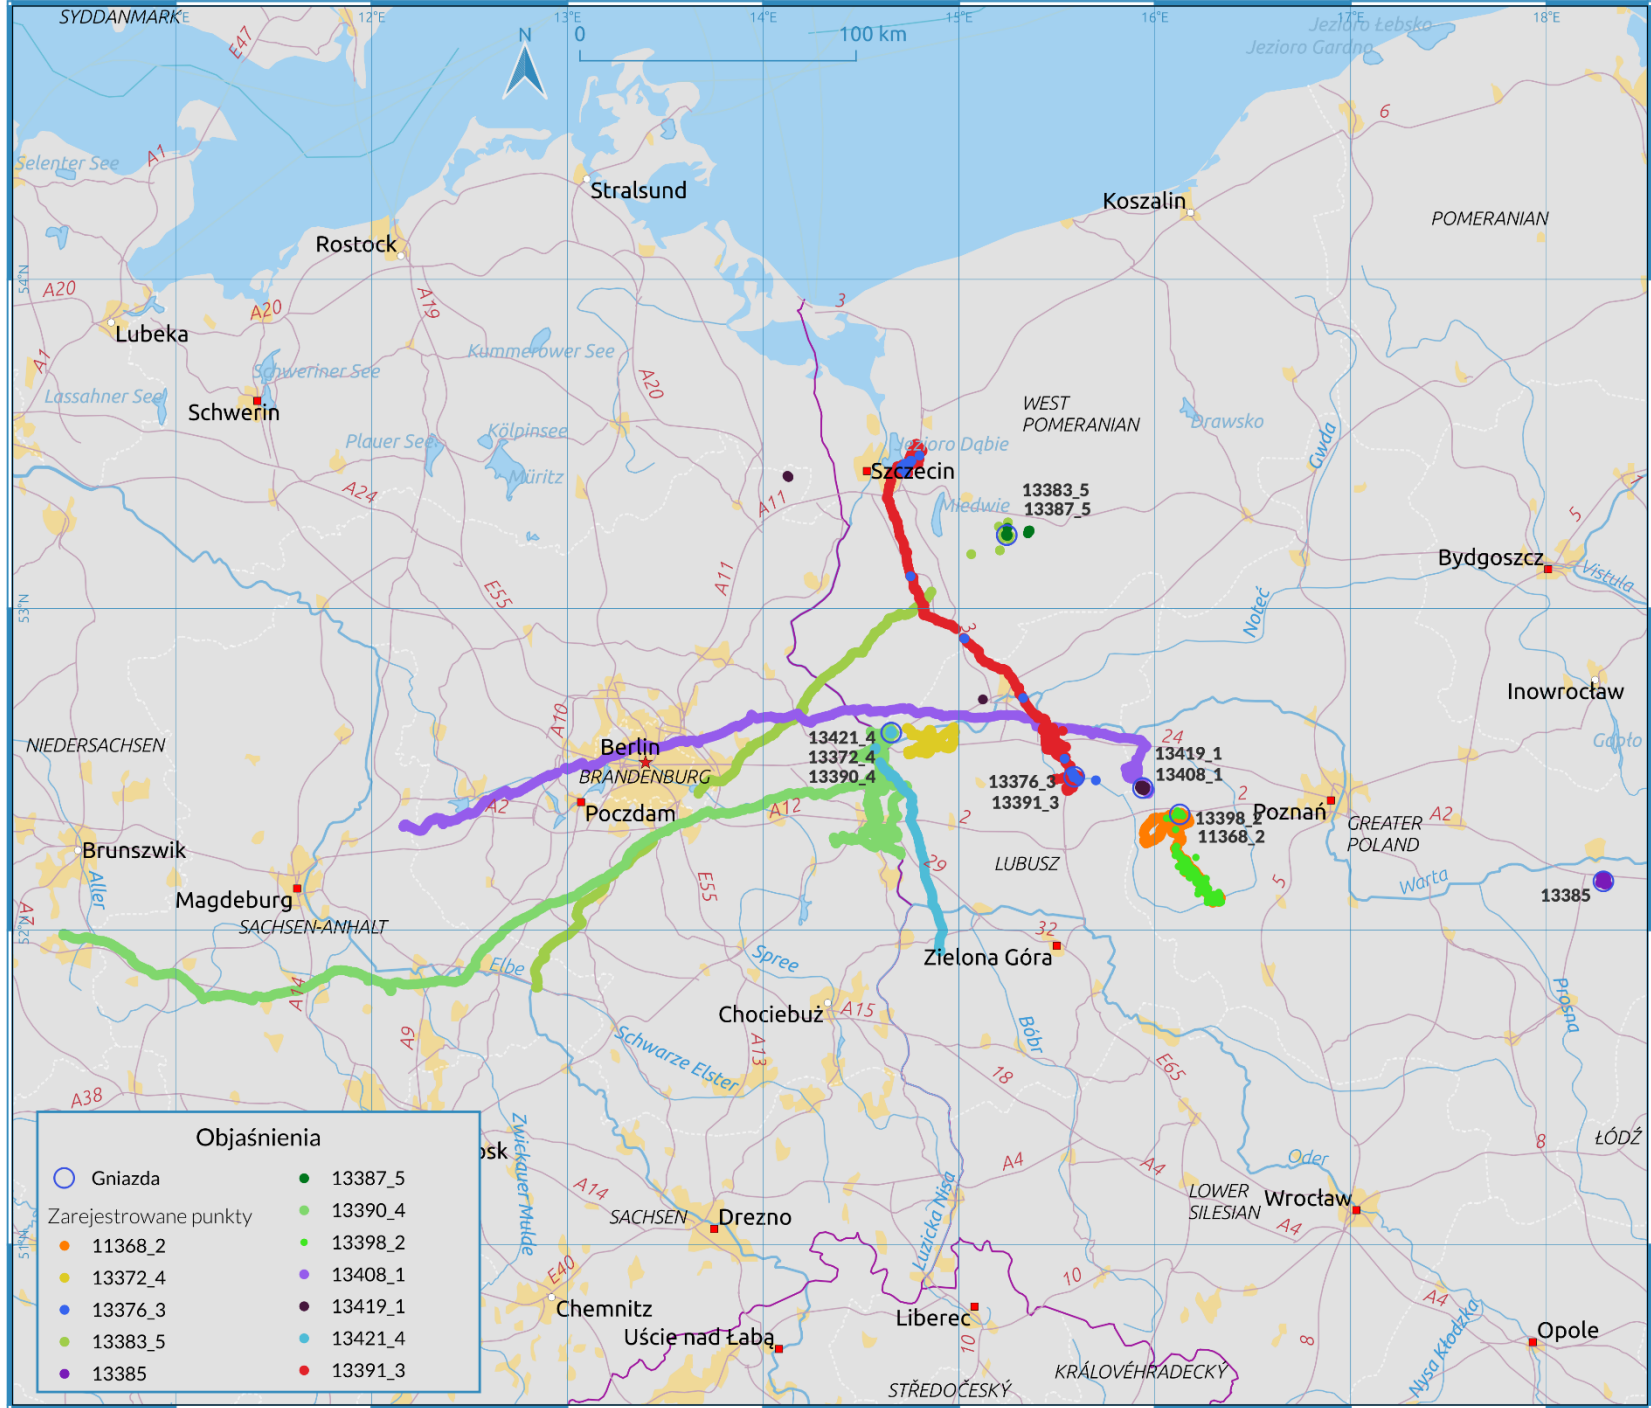 SYDDANMARK
12°E
13°E
14°E
15°E
16°E
17°E
18°E
N
0
100 km
Jezioro Łebsko
Jezioro Gardno
E47
A1
6
Selenter See
Stralsund
Koszalin
POMERANIAN
Rostock
54°N
A20
A20
A19
3
Lubeka
A1
Kummerower See
Schweriner See
A20
Lassahner See
Schwerin
WEST
POMERANIAN
Drawsko
Gwda
Plauer See
Kölpinsee
Müritz
Jezioro Dąbie
Szczecin
A24
A11
Miedwie
13383_5
13387_5
5
Bydgoszcz
Vistula
A11
E55
53°N
Noteć
3
Inowrocław
NIEDERSACHSEN
A10
Berlin
BRANDENBURG
13421_4
13372_4
13390_4
24
Gopło
13419_1
13408_1
13376_3
13391_3
A2
Poczdam
A12
2
2
Poznań
A2
13398_2
11368_2
GREATER
POLAND
Brunszwik
Aller
LUBUSZ
29
E55
5
Warta
13385
Magdeburg
A2
SACHSEN-ANHALT
52°N
32
Zielona Góra
Spree
Elbe
A14
Chociebuż
A15
Prosna
A9
A13
Schwarze Elster
Bóbr
18
E65
A38
Zwickauer Mulde
8
ŁÓDŹ
Oder
A4
A4
A14
SACHSEN
Drezno
LOWER
SILESIAN
Wrocław
A4
Luzicka Nisa
51°N
E40
10
A4
Chemnitz
Liberec
Uście nad Łabą
10
8
Opole
Nysa Kłodzka
KRÁLOVÉHRADECKÝ
STŘEDOČESKÝ
Objaśnienia
Gniazda
Zarejestrowane punkty
11368_2
13372_4
13376_3
13383_5
13385
13387_5
13390_4
13398_2
13408_1
13419_1
13421_4
13391_3